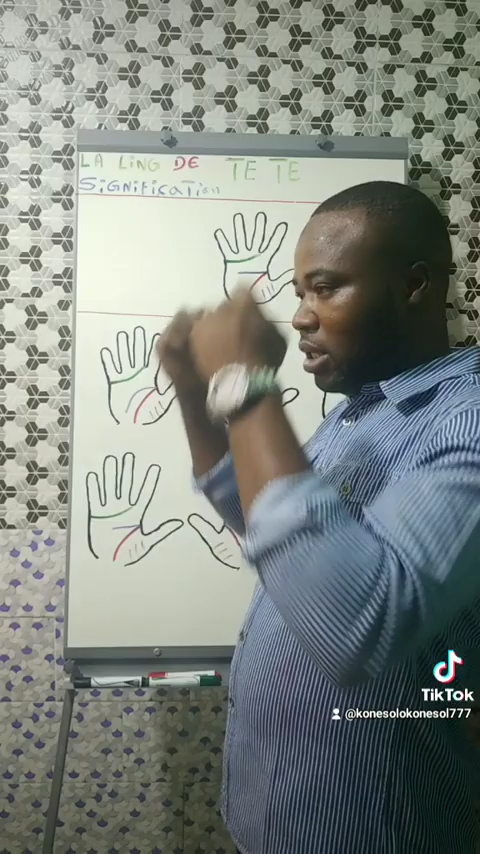 LA LiNG DE TE TE
SiGNiFiCATion
TikTok
@konesolokonesol777